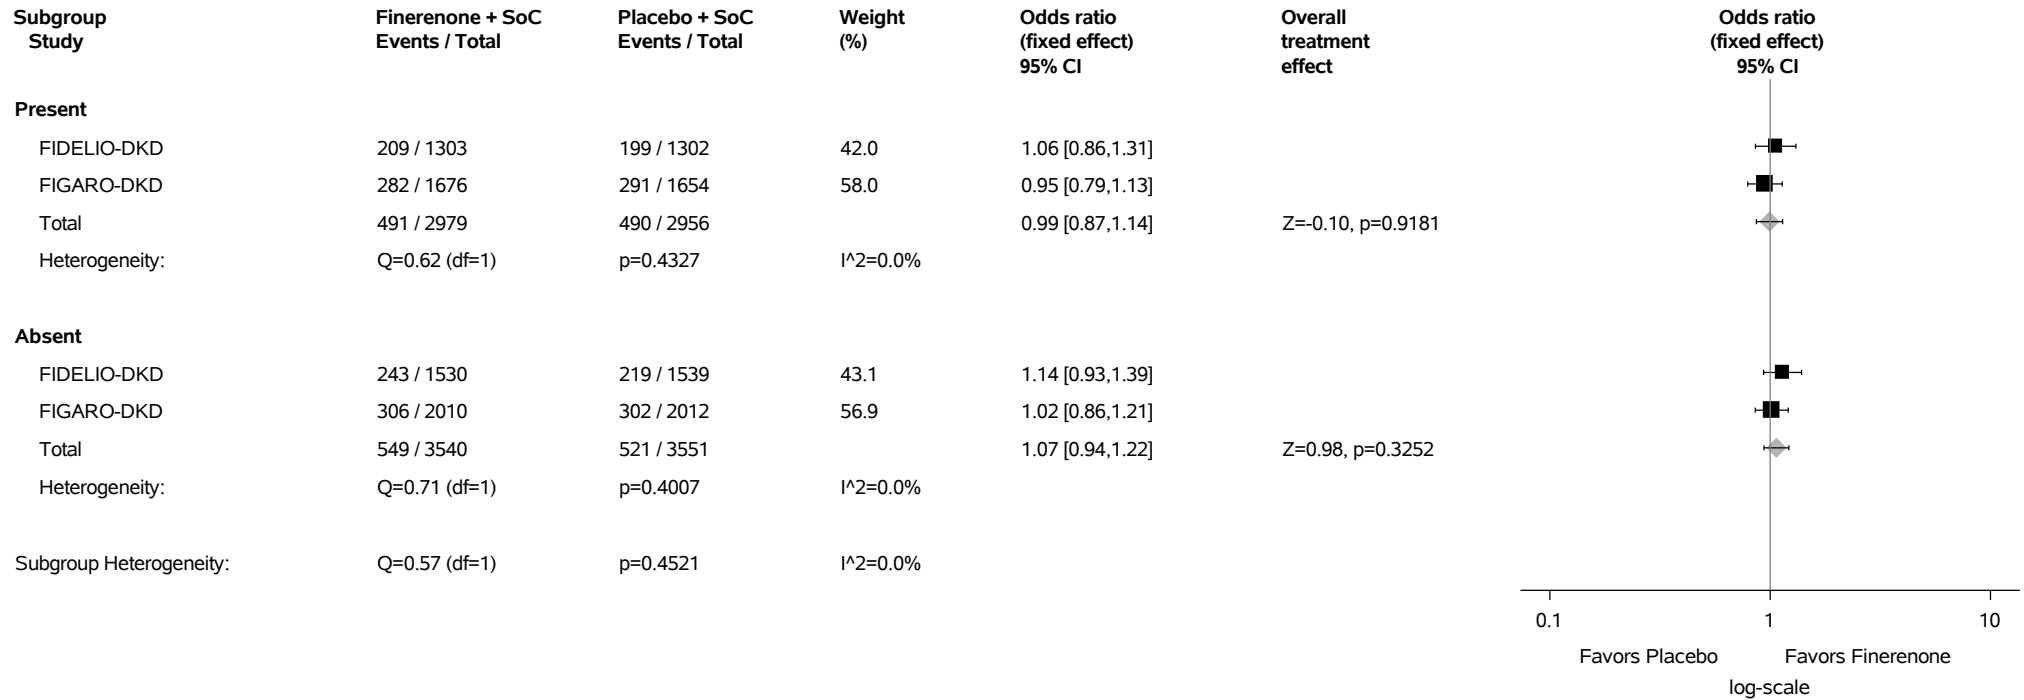 Subgroup Finerenone + SoC Placebo + SoC Weight Odds ratio Overall Odds ratio
Study Events / Total Events / Total (%) (fixed effect) treatment (fixed effect)
95% CI effect 95% CI
Present
FIDELIO-DKD 209 / 1303 199 / 1302 42.0 1.06 [0.86,1.31]
FIGARO-DKD 282 / 1676 291 / 1654 58.0 0.95 [0.79,1.13]
Total 491 / 2979 490 / 2956 0.99 [0.87,1.14] Z=-0.10, p=0.9181
Heterogeneity: Q=0.62 (df=1) p=0.4327 I^2=0.0%
Absent
FIDELIO-DKD 243 / 1530 219 / 1539 43.1 1.14 [0.93,1.39]
FIGARO-DKD 306 / 2010 302 / 2012 56.9 1.02 [0.86,1.21]
Total 549 / 3540 521 / 3551 1.07 [0.94,1.22] Z=0.98, p=0.3252
Heterogeneity: Q=0.71 (df=1) p=0.4007 I^2=0.0%
Subgroup Heterogeneity: Q=0.57 (df=1) p=0.4521 I^2=0.0%
0.1 1 10
Favors Placebo Favors Finerenone
log-scale